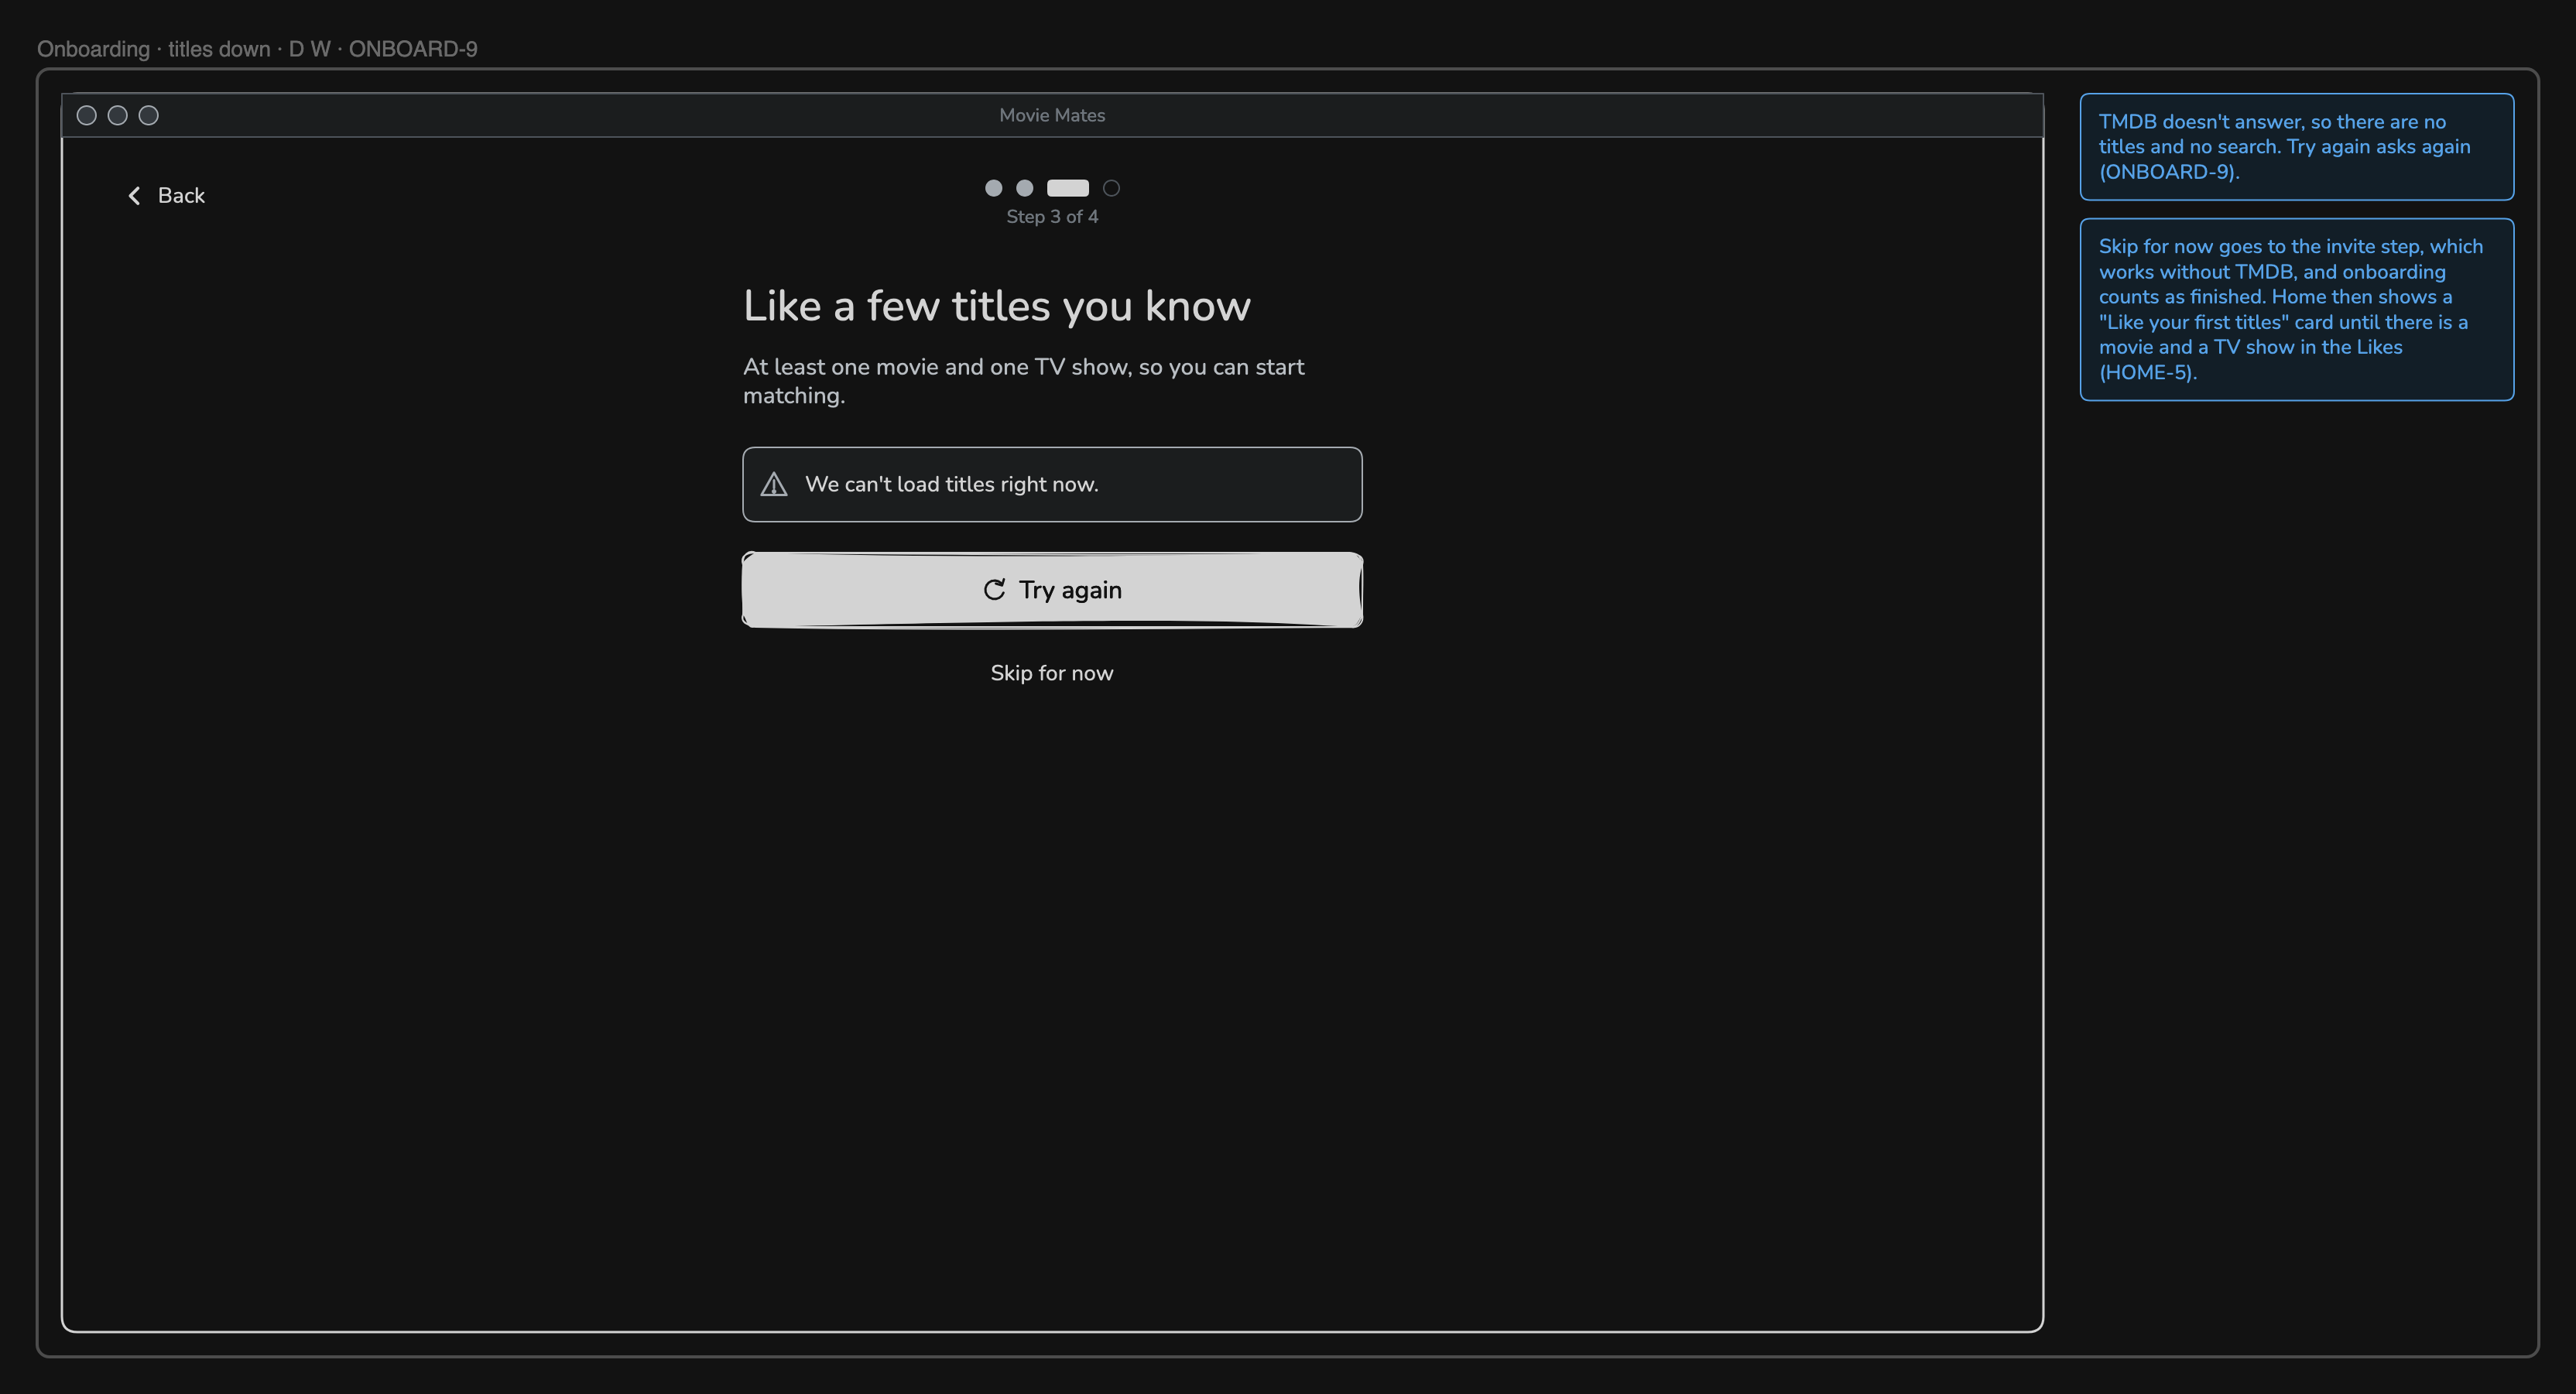 Onboarding · titles down · D W · ONBOARD-9
Movie Mates
Back
Step 3 of 4
Like a few titles you know
At least one movie and one TV show, so you can start
matching.
We can't load titles right now.
Try again
Skip for now
TMDB doesn't answer, so there are no
titles and no search. Try again asks again
(ONBOARD-9).
Skip for now goes to the invite step, which
works without TMDB, and onboarding
counts as finished. Home then shows a
"Like your first titles" card until there is a
movie and a TV show in the Likes
(HOME-5).